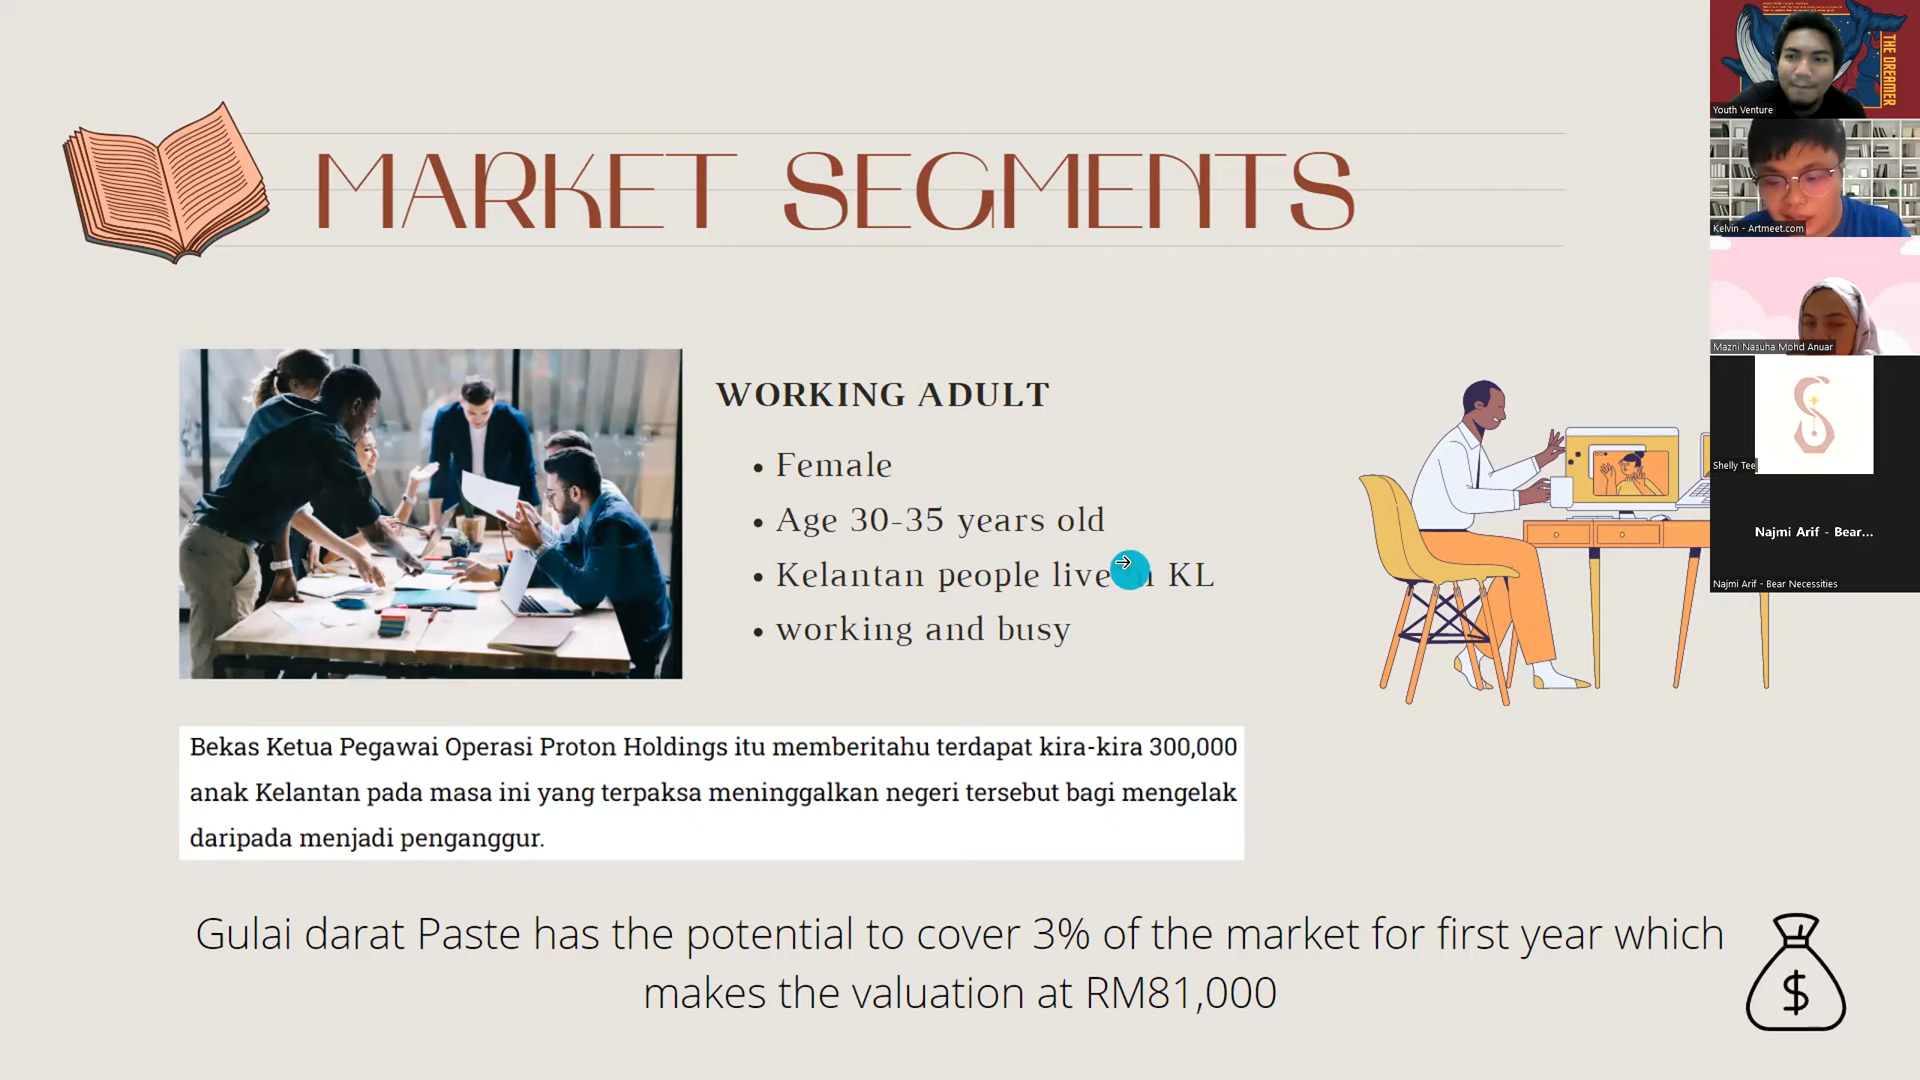 MARKET SEGMENTS
WORKING ADULT
• Female
• Age 30-35 years old
• Kelantan people live KL
• working and busy
Bekas Ketua Pegawai Operasi Proton Holdings itu memberitahu terdapat kira-kira 300,000
anak Kelantan pada masa ini yang terpaksa meninggalkan negeri tersebut bagi mengelak
daripada menjadi penganggur.
Gulai darat Paste has the potential to cover 3% of the market for first year which
makes the valuation at RM81,000
$
THE DREAMER
Youth Venture
Kelvin - Artmeet.com
Mazni Nasuha Mohd Anuar
Shelly Tee
Najmi Arif - Bear...
Najmi Arif - Bear Necessities